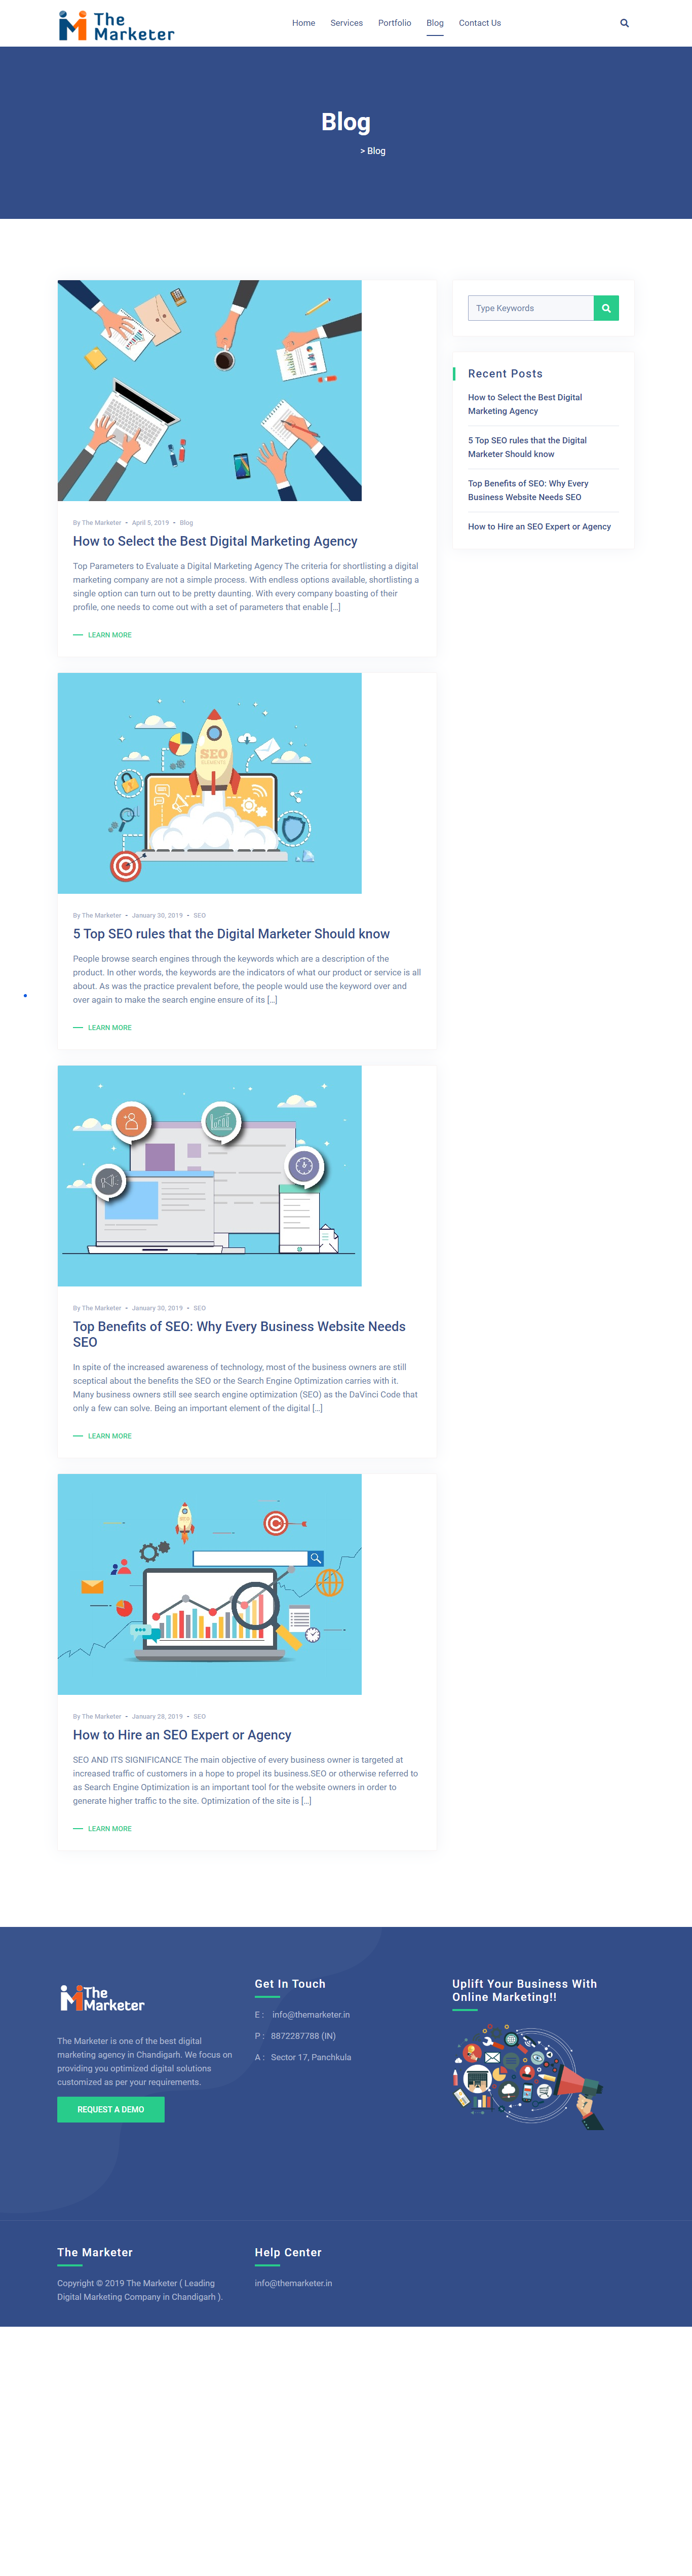 The
Marketer
Home Services Portfolio Blog Contact Us
Blog
> Blog
By The Marketer • April 5, 2019 • Blog
How to Select the Best Digital Marketing Agency
Top Parameters to Evaluate a Digital Marketing Agency The criteria for shortlisting a digital
marketing company are not a simple process. With endless options available, shortlisting a
single option can turn out to be pretty daunting. With every company boasting of their
profile, one needs to come out with a set of parameters that enable [...]
LEARN MORE
Type Keywords
Recent Posts
How to Select the Best Digital
Marketing Agency
5 Top SEO rules that the Digital
Marketer Should know
Top Benefits of SEO: Why Every
Business Website Needs SEO
How to Hire an SEO Expert or Agency
SEO
By The Marketer • January 30, 2019 • SEO
5 Top SEO rules that the Digital Marketer Should know
People browse search engines through the keywords which are a description of the
product. In other words, the keywords are the indicators of what our product or service is all
about. As was the practice prevalent before, the people would use the keyword over and
over again to make the search engine ensure of its [...]
LEARN MORE
By The Marketer • January 30, 2019 • SEO
Top Benefits of SEO: Why Every Business Website Needs
SEO
In spite of the increased awareness of technology, most of the business owners are still
sceptical about the benefits the SEO or the Search Engine Optimization carries with it.
Many business owners still see search engine optimization (SEO) as the DaVinci Code that
only a few can solve. Being an important element of the digital [...]
LEARN MORE
By The Marketer • January 28, 2019 • SEO
How to Hire an SEO Expert or Agency
SEO AND ITS SIGNIFICANCE The main objective of every business owner is targeted at
increased traffic of customers in a hope to propel its business.SEO or otherwise referred to
as Search Engine Optimization is an important tool for the website owners in order to
generate higher traffic to the site. Optimization of the site is [...]
LEARN MORE
The
Marketer
The Marketer is one of the best digital
marketing agency in Chandigarh. We focus on
providing you optimized digital solutions
customized as per your requirements.
REQUEST A DEMO
Get In Touch
E : info@themarketer.in
P : 8872287788 (IN)
A : Sector 17, Panchkula
Uplift Your Business With
Online Marketing!!
The Marketer
Copyright © 2019 The Marketer ( Leading
Digital Marketing Company in Chandigarh ).
Help Center
info@themarketer.in